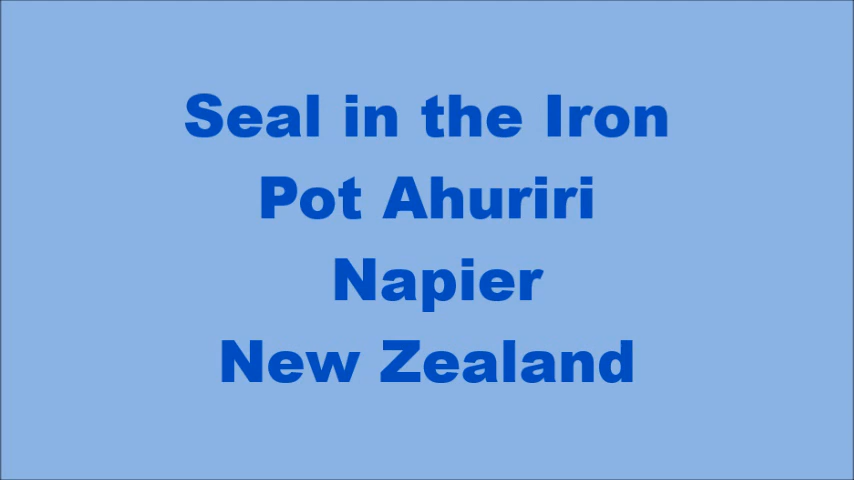 Seal in the Iron
Pot Ahuriri
Napier
New Zealand